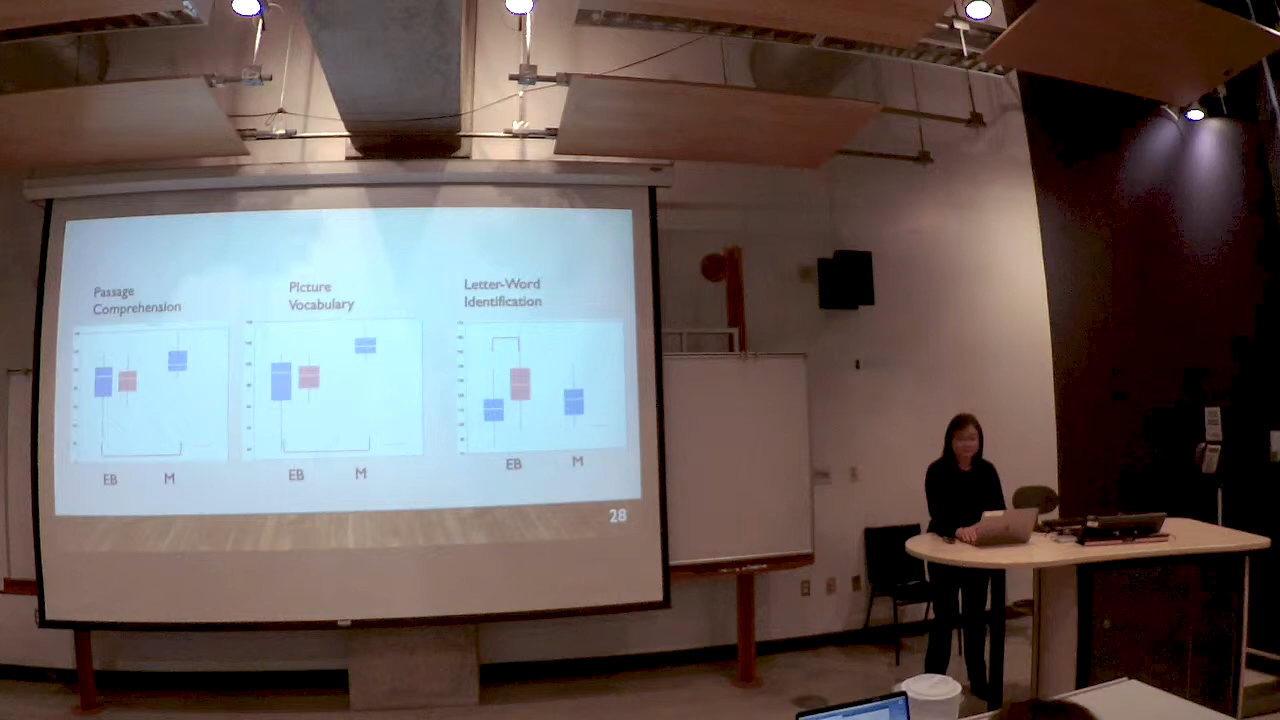 Passage
Comprehension
Picture
Vocabulary
Letter-Word
Identification
EB
M
EB
M
EB
M
28